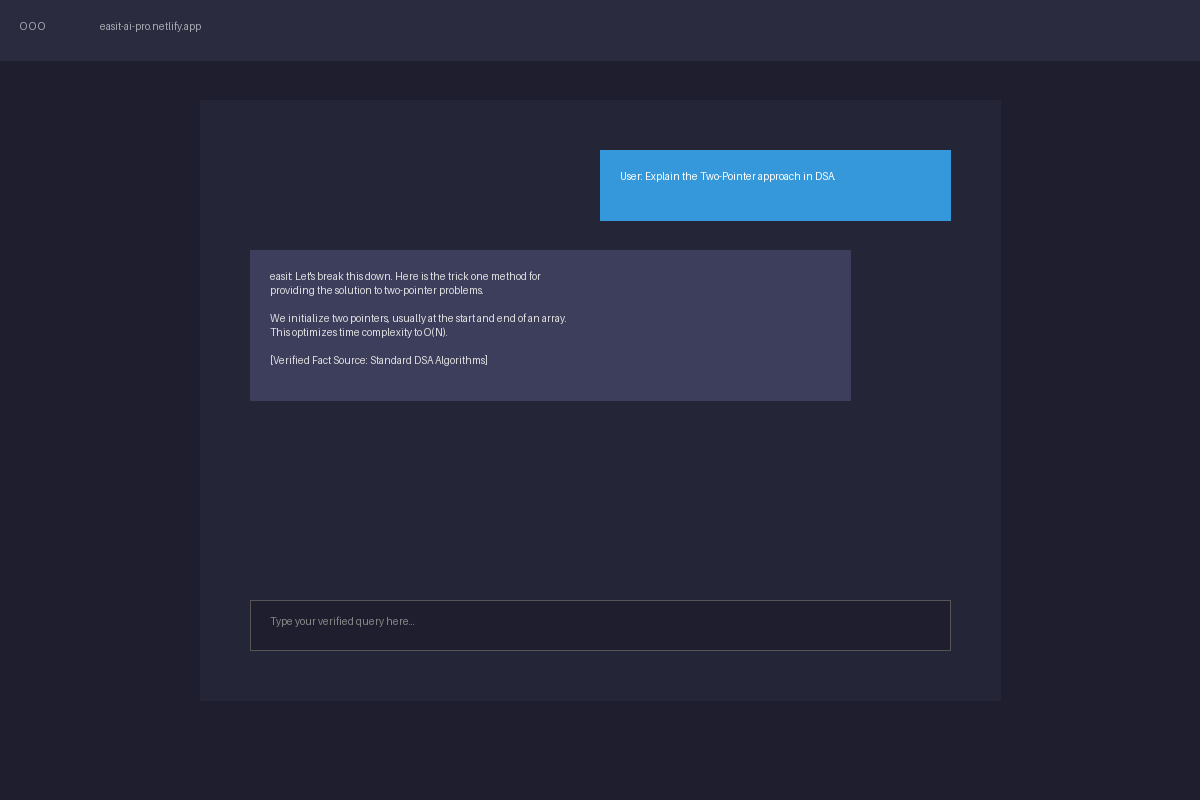 OOO easit-ai-pro.netlify.app
User: Explain the Two-Pointer approach in DSA.
easit: Let's break this down. Here is the trick one method for
providing the solution to two-pointer problems.
We initialize two pointers, usually at the start and end of an array.
This optimizes time complexity to O(N).
[Verified Fact Source: Standard DSA Algorithms]
Type your verified query here...